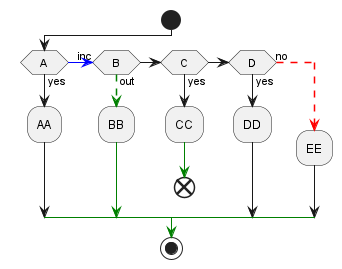 A
inc
B
C
D
no
yes
out
yes
yes
AA
BB
CC
DD
EE